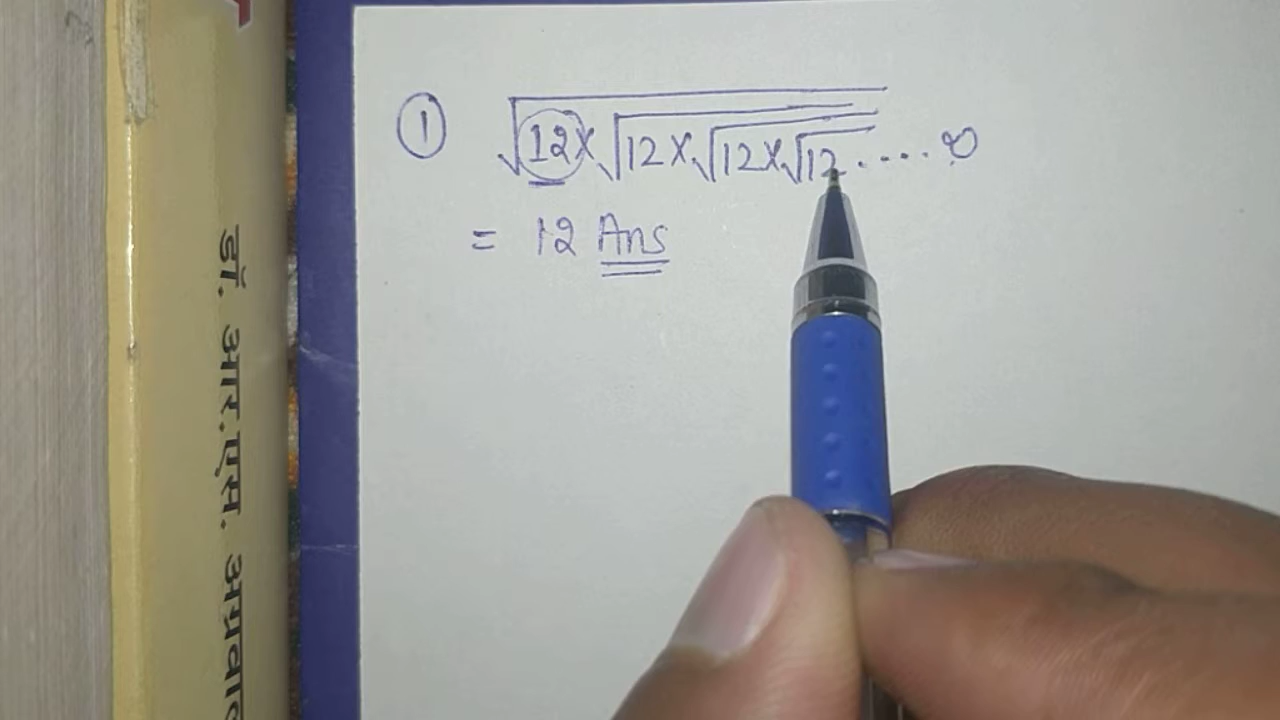 ① √12×√12×√12×√12.....∞
= 12 Ans
डॉ. आर.एस. अग्रवाल